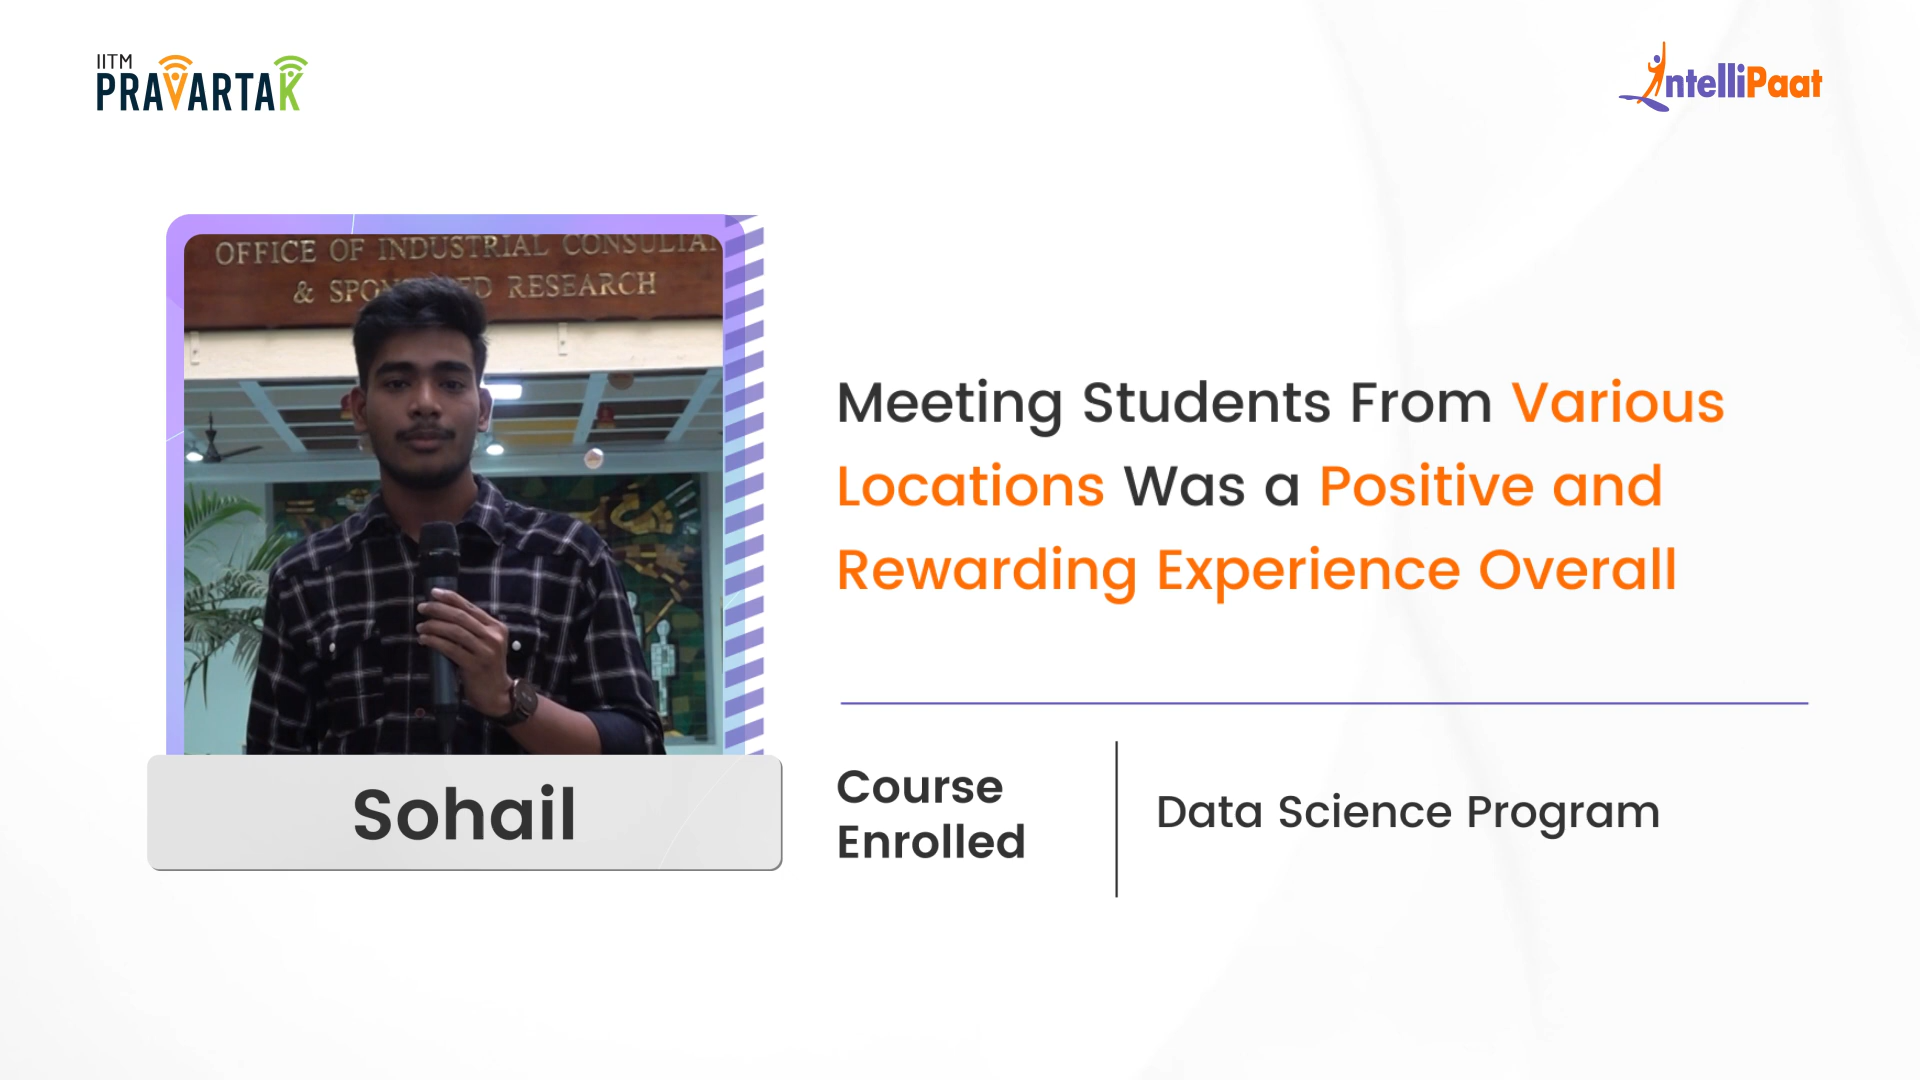 IITM
PRAVARTAK
IntelliPaat
OFFICE OF INDUSTRIAL
& RESEARCH
Meeting Students From Various
Locations Was a Positive and
Rewarding Experience Overall
Sohail
Course
Enrolled
Data Science Program